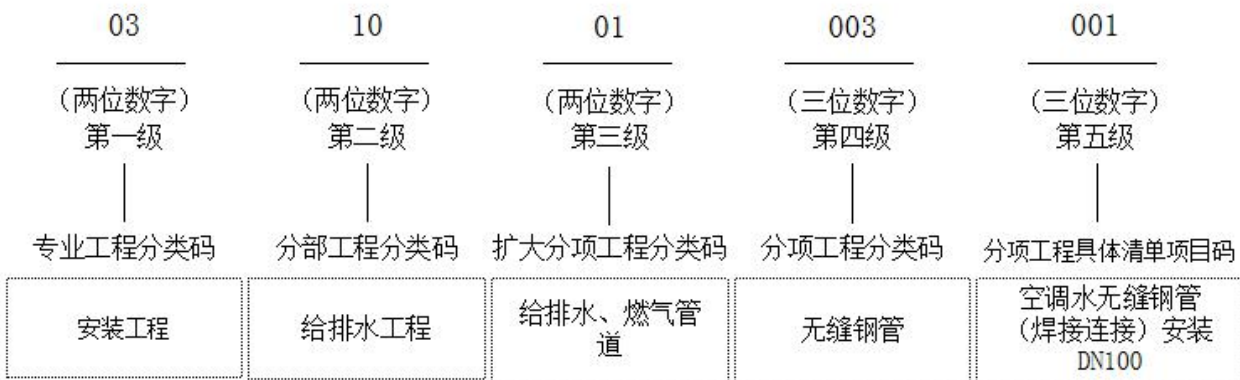 03 10 01 003 001
（两位数字） （两位数字） （两位数字） （三位数字） （三位数字）
第一级 第二级 第三级 第四级 第五级
专业工程分类码 分部工程分类码 扩大分项工程分类码 分项工程分类码 分项工程具体清单项目码
安装工程
给排水工程
给排水、燃气管
道
无缝钢管
空调水无缝钢管
（焊接连接）安装
DN100